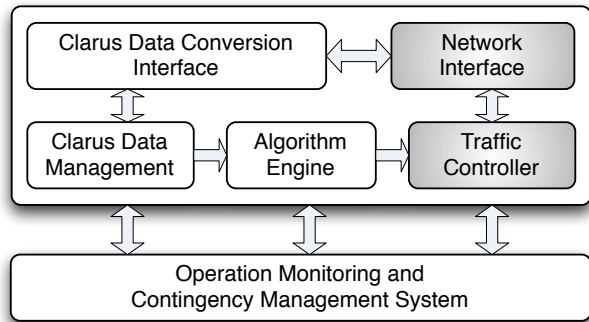 Clarus Data Conversion
Interface
Network
Interface
Clarus Data
Management
Algorithm
Engine
Traffic
Controller
Operation Monitoring and
Contingency Management System